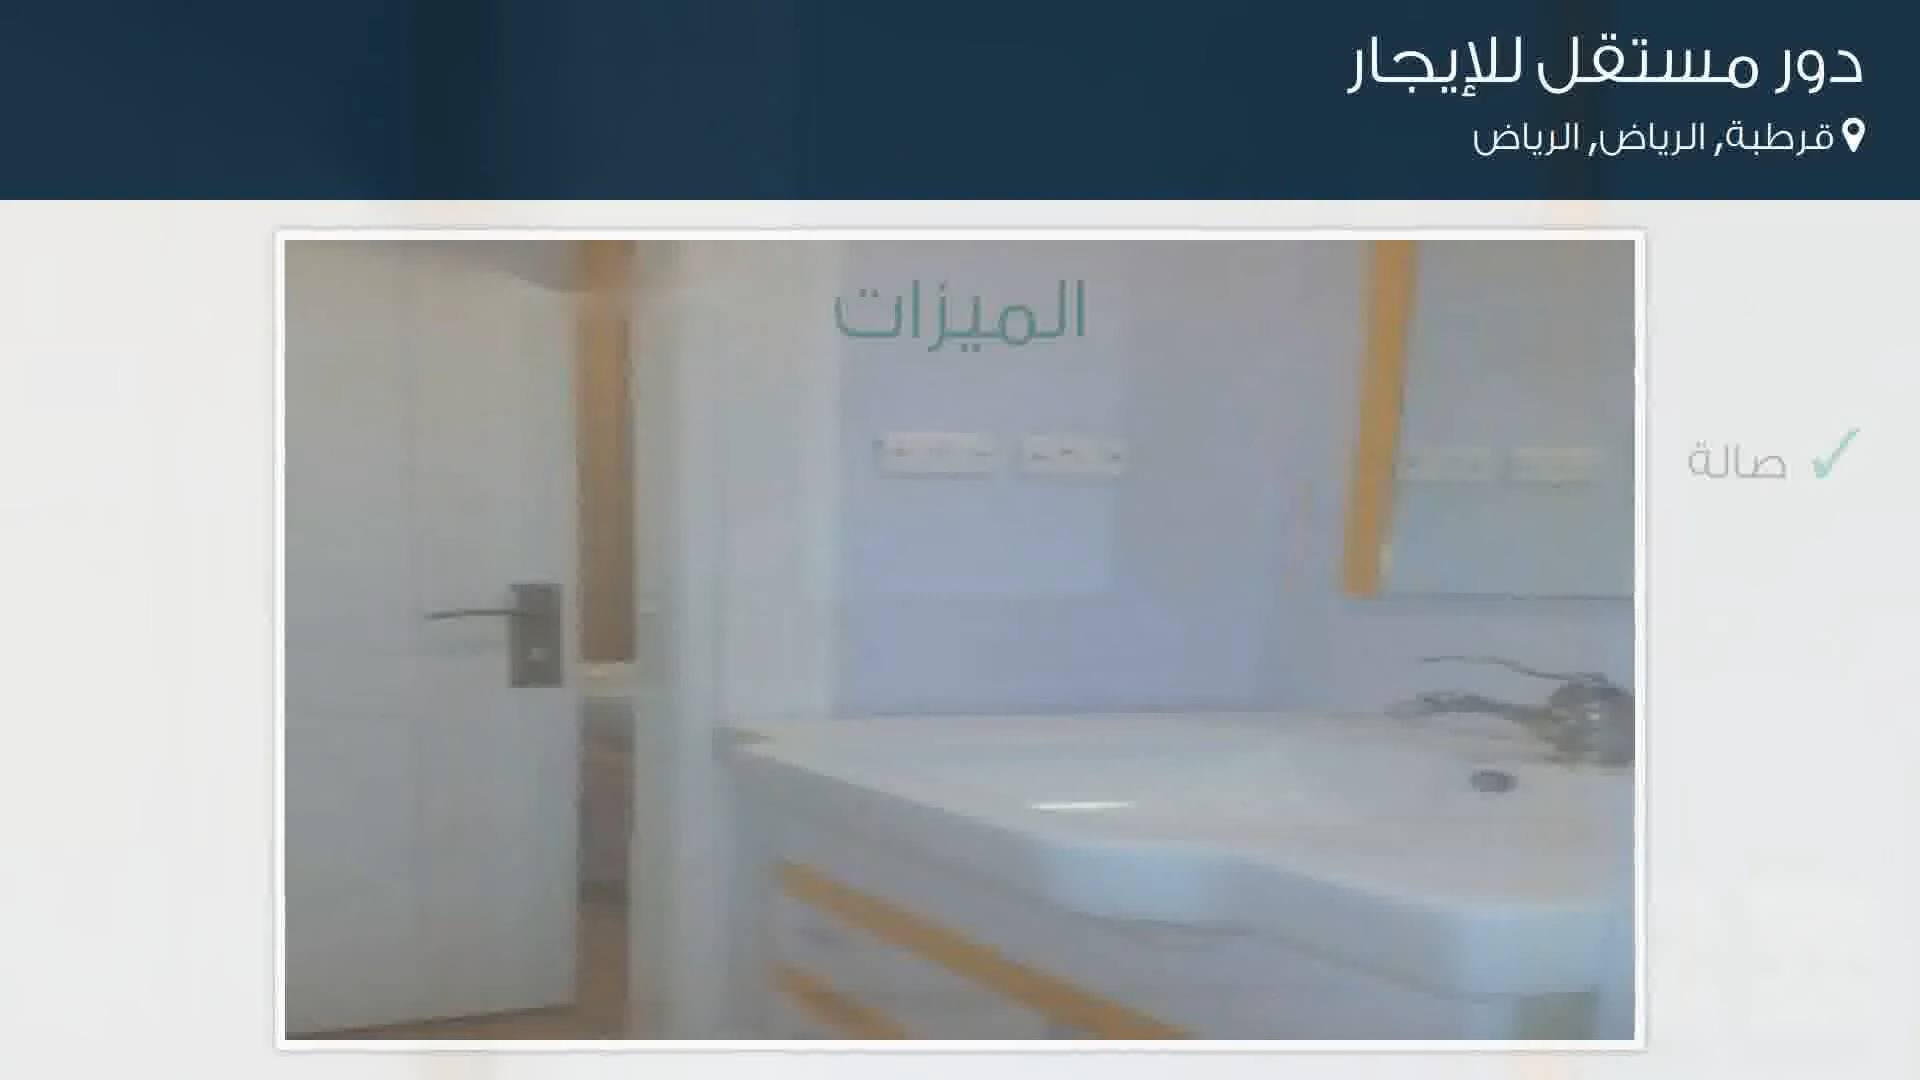 دور مستقل للإيجار
قرطبة, الرياض, الرياض
الميزات
صالة